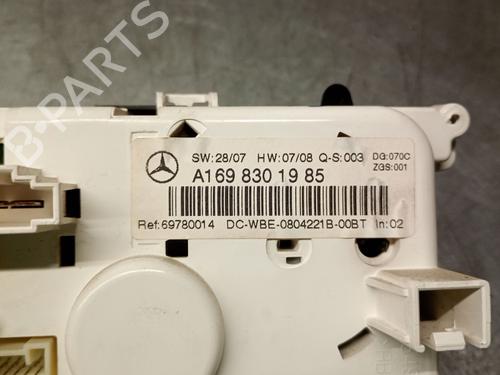 B-PARTS
SW:28/07 HW:07/08 Q-S:003 DG:070C
ZGS:001
A169 830 19 85
Ref:69780014 DC-WBE-0804221B-00BT In:02